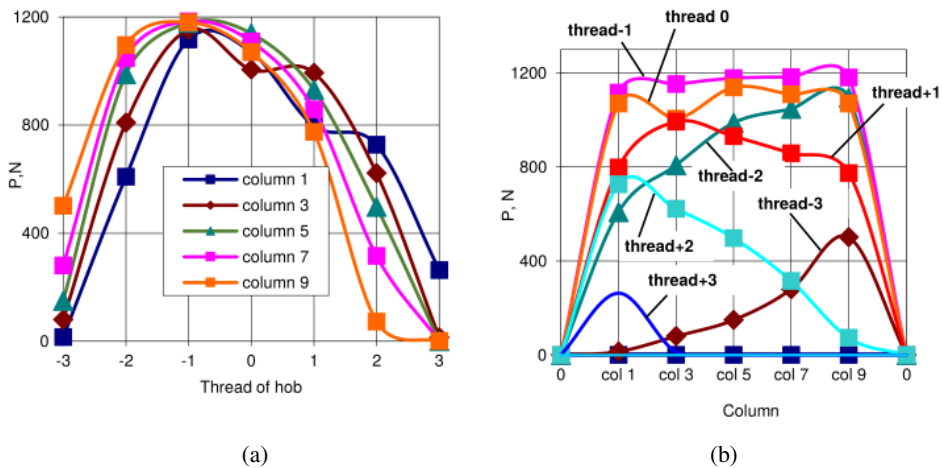 1200
800
400
0
P,N
-3 -2 -1 0 1 2 3
Thread of hob
column 1
column 3
column 5
column 7
column 9
(a)
thread-1
thread 0
thread+1
thread-2
thread-3
thread+2
thread+3
1200
800
400
0
P, N
0 col 1 col 3 col 5 col 7 col 9 0
Column
(b)